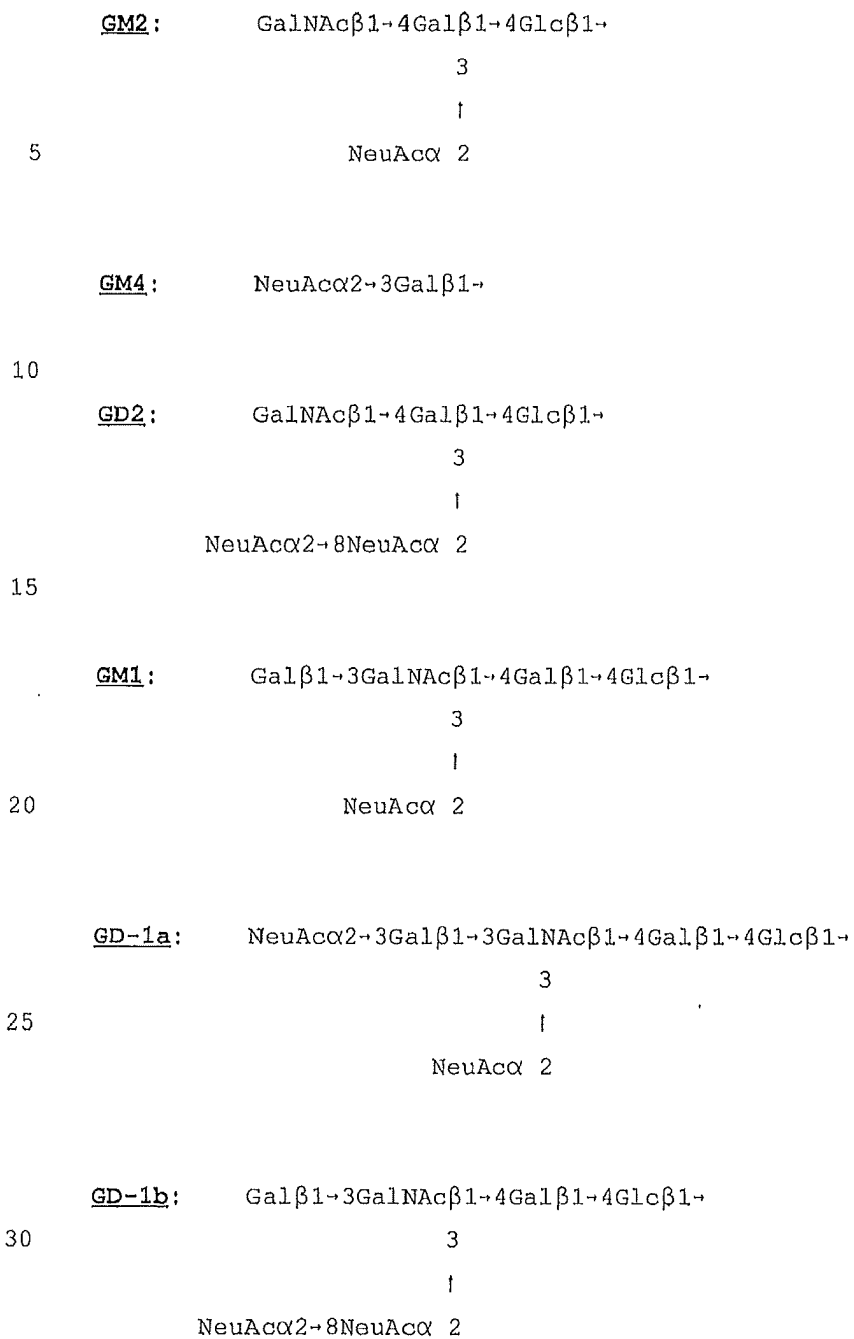 GM2: GalNAcβ1→4Galβ1→4Glcβ1→
3
↑
5 NeuAcα 2
GM4: NeuAcα2→3Galβ1→
10
GD2: GalNAcβ1→4Galβ1→4Glcβ1→
3
↑
NeuAcα2→8NeuAcα 2
15
GM1: Galβ1→3GalNAcβ1→4Galβ1→4Glcβ1→
3
↑
20 NeuAcα 2
GD-1a: NeuAcα2→3Galβ1→3GalNAcβ1→4Galβ1→4Glcβ1→
3
25 ↑
NeuAcα 2
GD-1b: Galβ1→3GalNAcβ1→4Galβ1→4Glcβ1→
30 3
↑
NeuAcα2→8NeuAcα 2